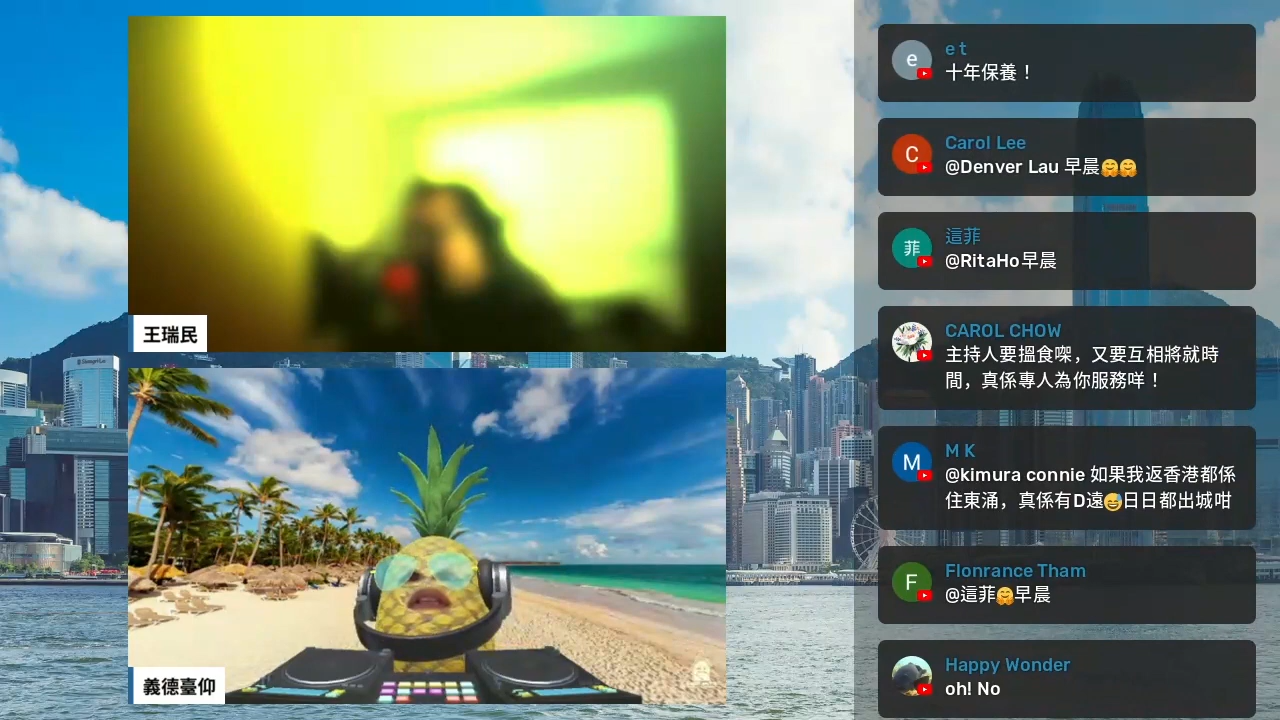 王瑞民
義德臺仰
Shangri-La
e t
e
十年保養！
Carol Lee
C
@Denver Lau 早晨🤗🤗
這菲
菲
@RitaHo早晨
CAROL CHOW
主持人要搵食㗎，又要互相將就時
間，真係專人為你服務咩！
M K
M
@kimura connie 如果我返香港都係
住東涌，真係有D遠😅日日都出城咁
Flonrance Tham
F
@這菲🤗早晨
Happy Wonder
oh! No